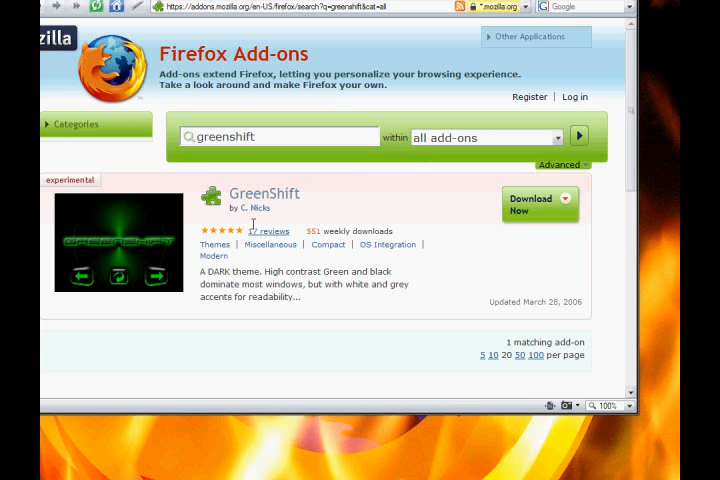 https://addons.mozilla.org/en-US/firefox/search?q=greenshift&cat=all
*.mozilla.org
Google
zilla
Firefox Add-ons
Other Applications
Add-ons extend Firefox, letting you personalize your browsing experience.
Take a look around and make Firefox your own.
Register | Log in
Categories
greenshift
within
all add-ons
Advanced
experimental
GREENSHIFT
GreenShift
by C. Nicks
Download
Now
17 reviews
551 weekly downloads
Themes | Miscellaneous | Compact | OS Integration |
Modern
A DARK theme. High contrast Green and black
dominate most windows, but with white and grey
accents for readability...
Updated March 28, 2006
1 matching add-on
5 10 20 50 100 per page
100%